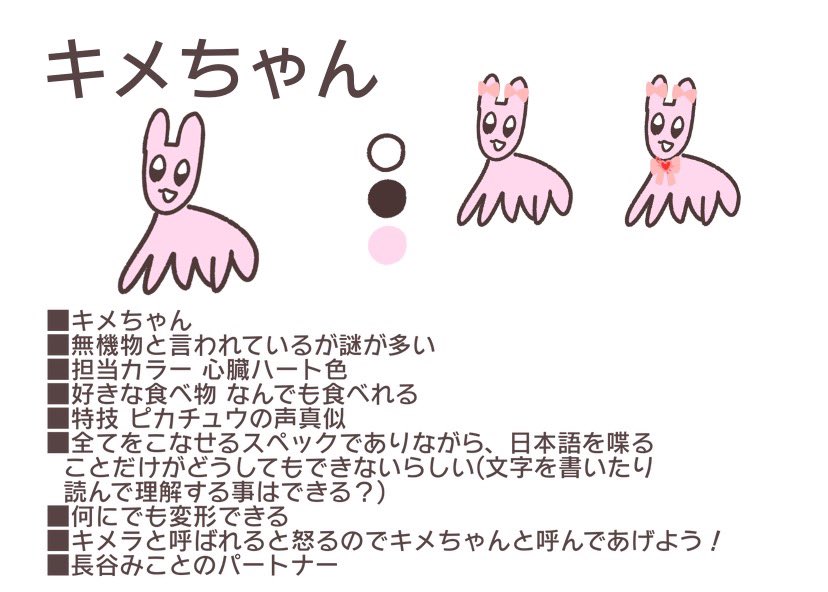 キメちゃん
■キメちゃん
■無機物と言われているが謎が多い
■担当カラー 心臓ハート色
■好きな食べ物 なんでも食べれる
■特技 ピカチュウの声真似
■全てをこなせるスペックでありながら、日本語を喋る
ことだけがどうしてもできないらしい(文字を書いたり
読んで理解する事はできる？)
■何にでも変形できる
■キメラと呼ばれると怒るのでキメちゃんと呼んであげよう！
■長谷みことのパートナー